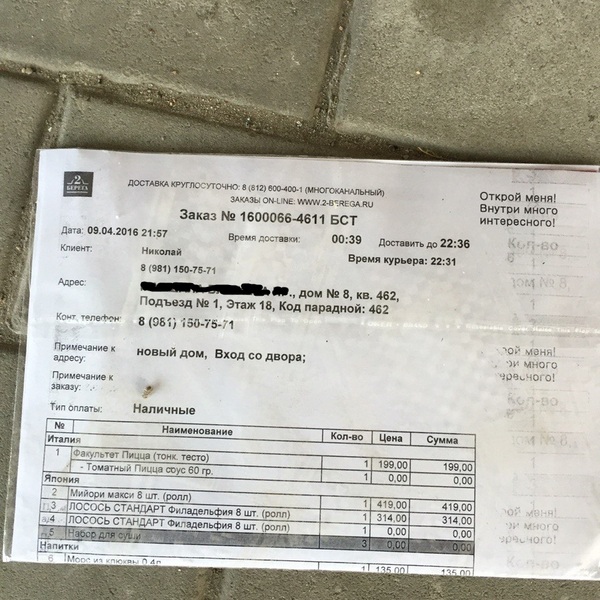 2
БЕРЕГА
ДОСТАВКА КРУГЛОСУТОЧНО: 8 (812) 600-400-1 (МНОГОКАНАЛЬНЫЙ)
ЗАКАЗЫ ON-LINE: WWW.2-BEREGA.RU
Открой меня!
Внутри много
интересного!
Заказ № 1600066-4611 БСТ
Дата: 09.04.2016 21:57 Время доставки: 00:39 Доставить до 22:36
Клиент: Николай Время курьера: 22:31
8 (981) 150-75-71
Адрес: ., дом № 8, кв. 462,
Подъезд № 1, Этаж 18, Код парадной: 462
Конт. телефон: 8 (981) 150-75-71
Примечание к
адресу: новый дом, Вход со двора;
Примечание к
заказу:
Тип оплаты: Наличные
№ Наименование Кол-во Цена Сумма
Италия
1 Факультет Пицца (тонк. тесто) 1 199,00 199,00
- Томатный Пицца соус 60 гр. 1 0,00 0,00
Япония
2 Мийори макси 8 шт. (ролл) 1 419,00 419,00
3 ЛОСОСЬ СТАНДАРТ Филадельфия 8 шт. (ролл) 1 314,00 314,00
4 ЛОСОСЬ СТАНДАРТ Филадельфия 8 шт. (ролл) 1 0,00 0,00
5 Набор для суши 3 0,00 0,00
Напитки
6 Морс из клюквы 0,4л 1 135,00 135,00